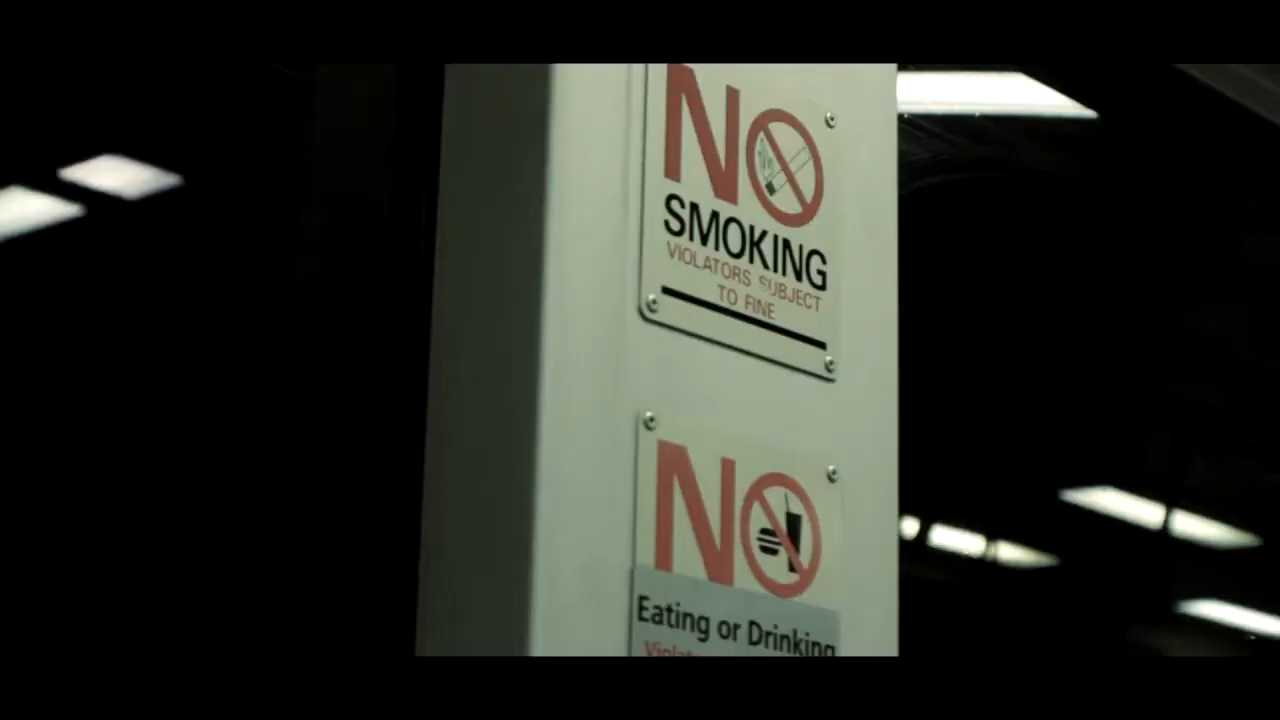 NO
SMOKING
VIOLATORS SUBJECT
TO FINE
NO
Eating or Drinking